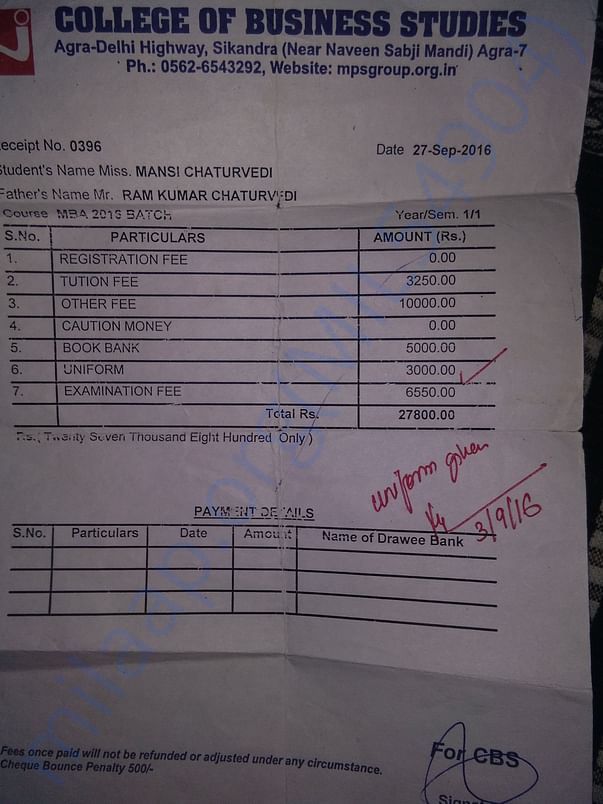 COLLEGE OF BUSINESS STUDIES
Agra-Delhi Highway, Sikandra (Near Naveen Sabji Mandi) Agra-7
Ph.: 0562-6543292, Website: mpsgroup.org.in
eceipt No. 0396 Date 27-Sep-2016
Student's Name Miss. MANSI CHATURVEDI
Father's Name Mr. RAM KUMAR CHATURVEDI
Course MBA 2016 BATCH Year/Sem. 1/1
S.No. PARTICULARS AMOUNT (Rs.)
1. REGISTRATION FEE 0.00
2. TUTION FEE 3250.00
3. OTHER FEE 10000.00
4. CAUTION MONEY 0.00
5. BOOK BANK 5000.00
6. UNIFORM 3000.00
7. EXAMINATION FEE 6550.00
Total Rs. 27800.00
Rs.( Twenty Seven Thousand Eight Hundred Only )
uniform given
3/9/16
PAYMENT DETAILS
S.No. Particulars Date Amount Name of Drawee Bank
Fees once paid will not be refunded or adjusted under any circumstance.
Cheque Bounce Penalty 500/-
For CBS
milaap.org